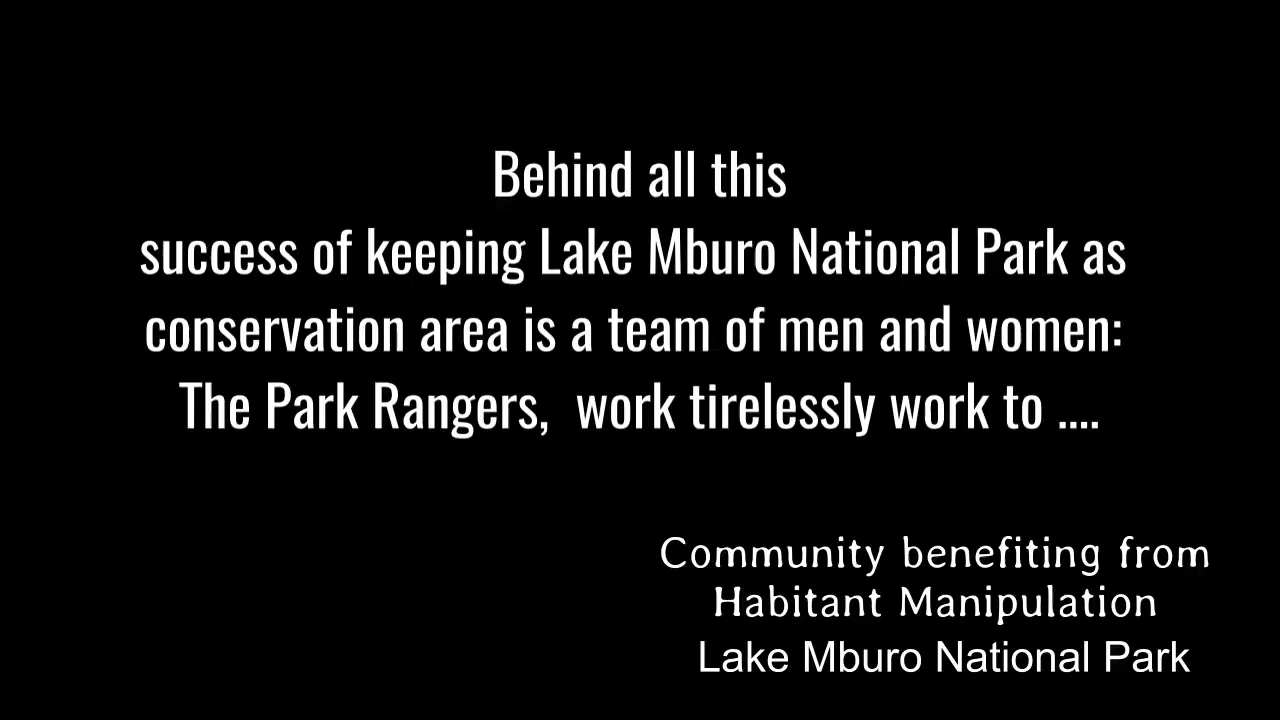 Behind all this
success of keeping Lake Mburo National Park as
conservation area is a team of men and women:
The Park Rangers,  work tirelessly work to ....
Community benefiting from
Habitant Manipulation
Lake Mburo National Park